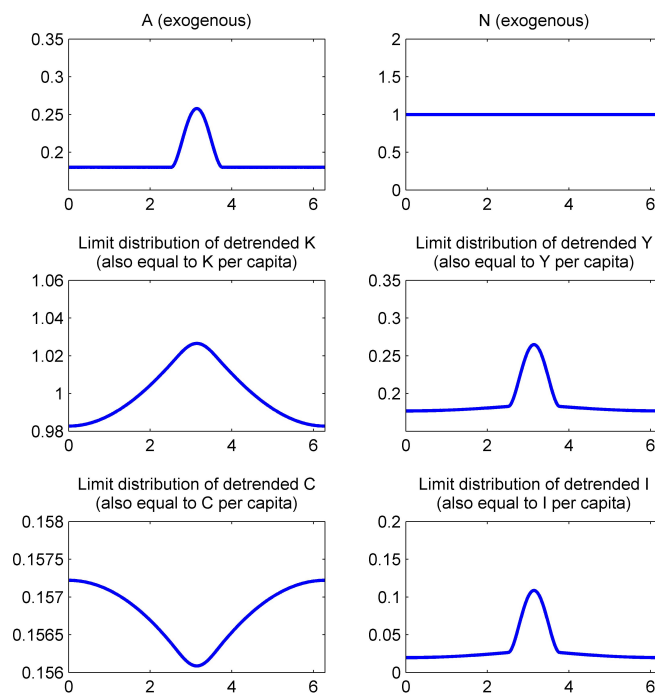 A (exogenous)
0.35
0.3
0.25
0.2
0 2 4 6
N (exogenous)
2
1.5
1
0.5
0
0 2 4 6
Limit distribution of detrended K
(also equal to K per capita)
1.06
1.04
1.02
1
0.98
0 2 4 6
Limit distribution of detrended Y
(also equal to Y per capita)
0.35
0.3
0.25
0.2
0 2 4 6
Limit distribution of detrended C
(also equal to C per capita)
0.158
0.1575
0.157
0.1565
0.156
0 2 4 6
Limit distribution of detrended I
(also equal to I per capita)
0.2
0.15
0.1
0.05
0
0 2 4 6